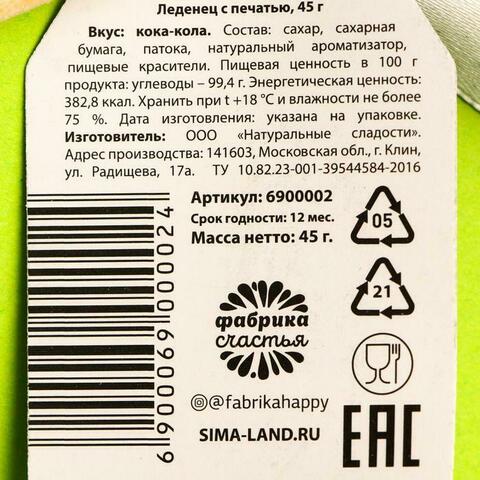 Леденец с печатью, 45 г
Вкус: кока-кола. Состав: сахар, сахарная
бумага, патока, натуральный ароматизатор,
пищевые красители. Пищевая ценность в 100 г
продукта: углеводы – 99,4 г. Энергетическая ценность:
382,8 ккал. Хранить при t +18 °C и влажности не более
75 %. Дата изготовления: указана на упаковке.
Изготовитель: ООО «Натуральные сладости».
Адрес производства: 141603, Московская обл., г. Клин,
ул. Радищева, 17а. ТУ 10.82.23-001-39544584-2016
Артикул: 6900002
Срок годности: 12 мес.
Масса нетто: 45 г.
05
21
фабрика
счастья
@fabrikahappy
SIMA-LAND.RU
EAC
6 900069 000024